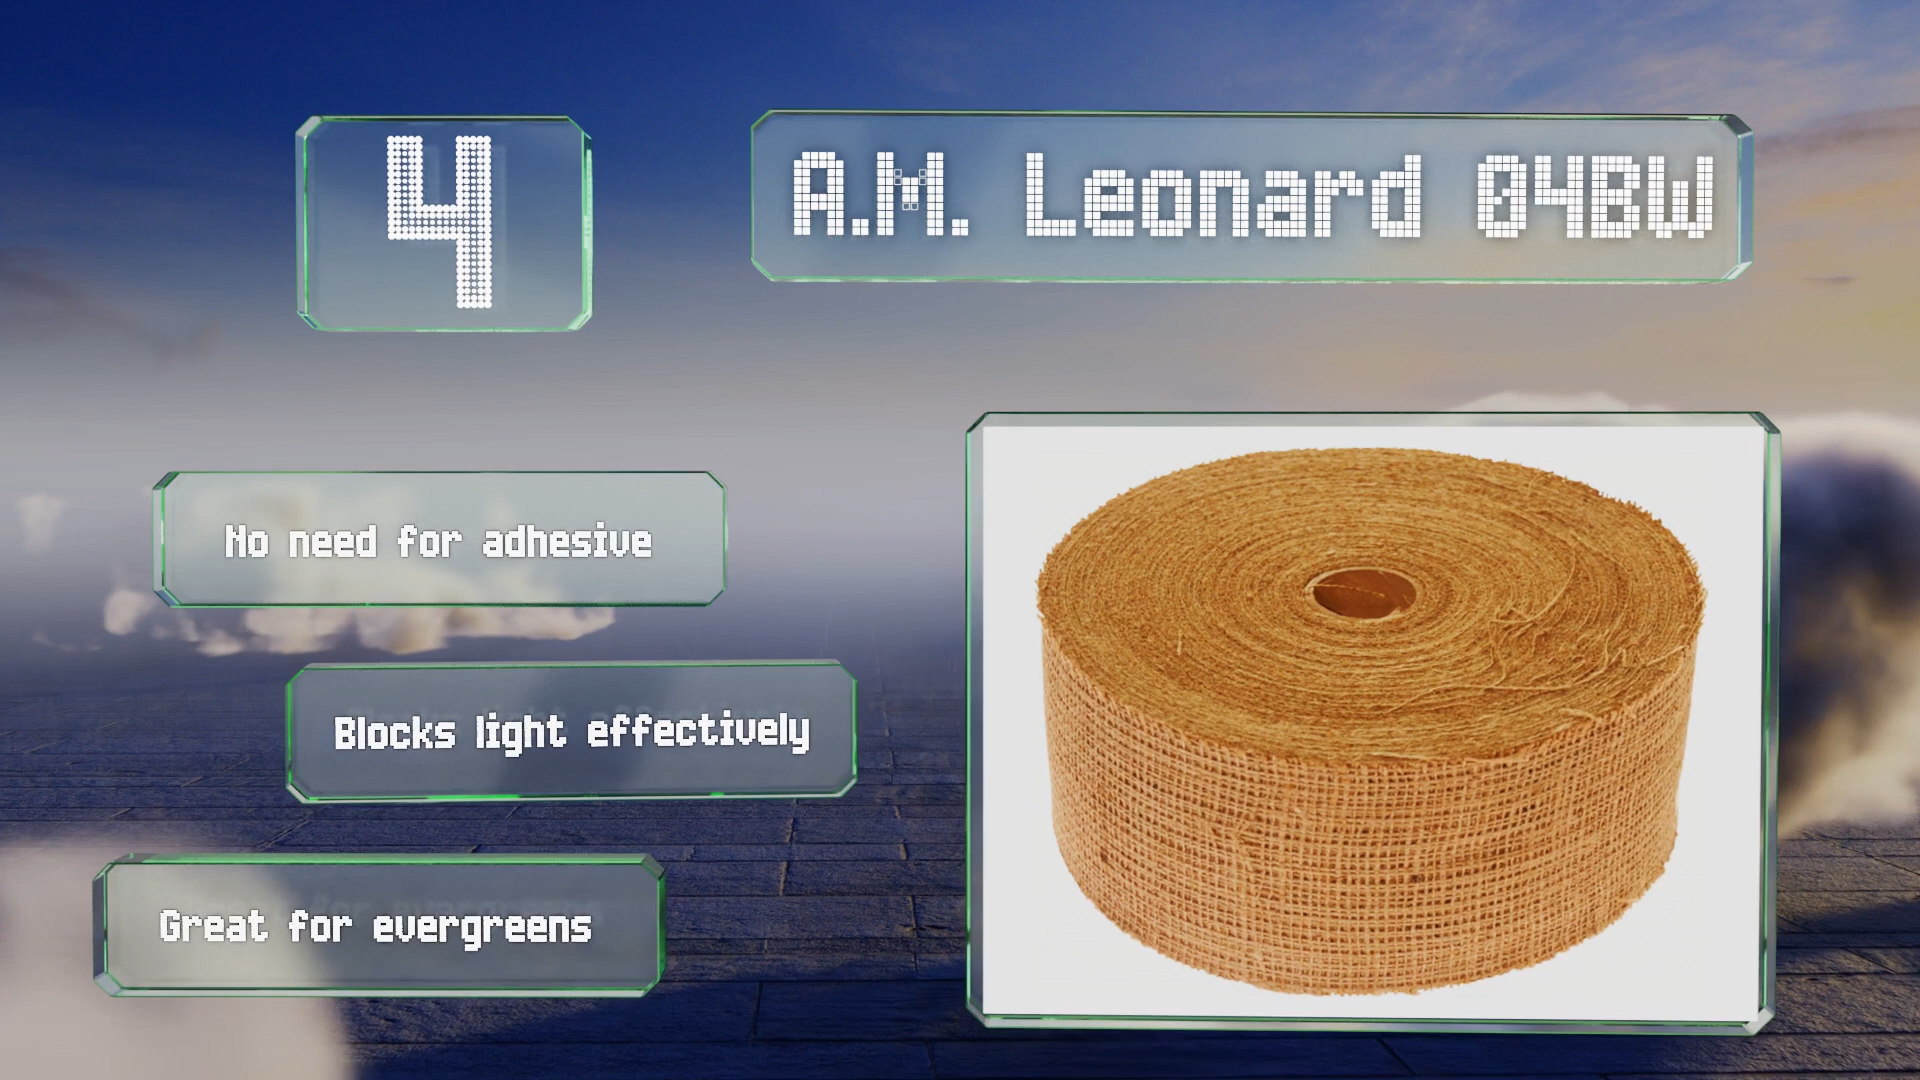 4
A.M. Leonard 04BW
No need for adhesive
Blocks light effectively
Great for evergreens